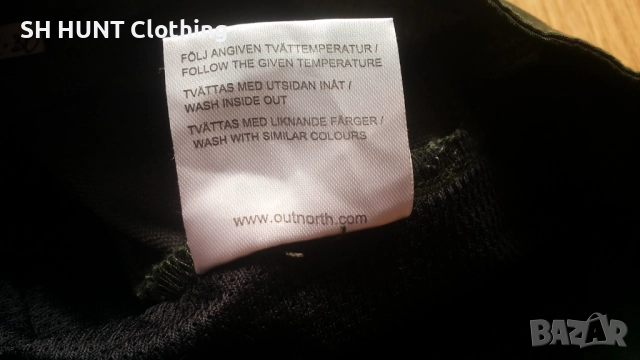 SH HUNT Clothing
FÖLJ ANGIVEN TVÄTTEMPERATUR /
FOLLOW THE GIVEN TEMPERATURE
TVÄTTAS MED UTSIDAN INÅT /
WASH INSIDE OUT
TVÄTTAS MED LIKNANDE FÄRGER /
WASH WITH SIMILAR COLOURS
www.outnorth.com
BAZAR